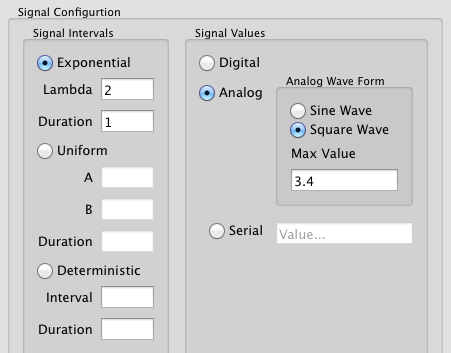 Signal Configurtion
Signal Intervals
Exponential
Lambda 2
Duration 1
Uniform
A
B
Duration
Deterministic
Interval
Duration
Signal Values
Digital
Analog
Analog Wave Form
Sine Wave
Square Wave
Max Value
3.4
Serial Value...